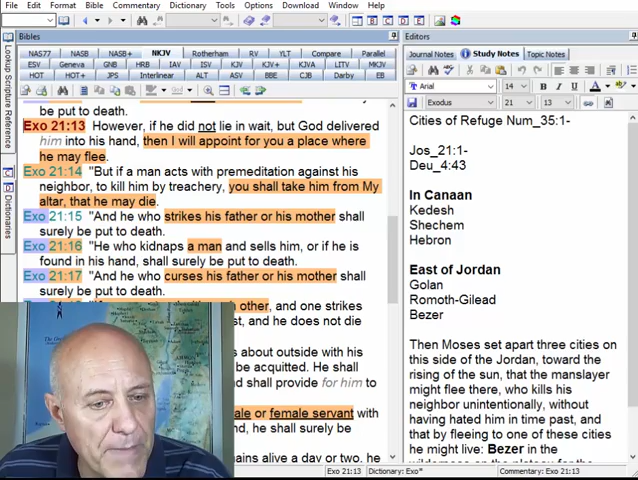 File Edit Format View Bible Dictionary Tools Options Download Window Help
Bibles
NAS77 NASB NASB+ NKJV Rotherham RV YLT Compare Parallel
ESV Geneva GNB HRB IAV ISV JUB KJV+ KJVA LITV MKJV
HOT HOT+ JPS Interlinear ALT ASV BBE CJB Darby EB
be put to death.
Exo 21:13 However, if he did not lie in wait, but God delivered
him into his hand, then I will appoint for you a place where
he may flee.
Exo 21:14 "But if a man acts with premeditation against his
neighbor, to kill him by treachery, you shall take him from My
altar, that he may die.
Exo 21:15 "And he who strikes his father or his mother shall
surely be put to death.
Exo 21:16 "He who kidnaps a man and sells him, or if he is
found in his hand, shall surely be put to death.
Exo 21:17 "And he who curses his father or his mother shall
surely be put to death.
other, and one strikes
, and he does not die
about outside with his
be acquitted. He shall
shall provide for him to
or female servant with
he shall surely be
alive a day or two, he
Lookup Scripture Reference
Dictionaries
Editors
Journal Notes Study Notes Topic Notes
Arial 14 B I U A
Exodus 21 13
Cities of Refuge Num_35:1-
Jos_21:1-
Deu_4:43
In Canaan
Kedesh
Shechem
Hebron
East of Jordan
Golan
Romoth-Gilead
Bezer
Then Moses set apart three cities on
this side of the Jordan, toward the
rising of the sun, that the manslayer
might flee there, who kills his
neighbor unintentionally, without
having hated him in time past, and
that by fleeing to one of these cities
he might live: Bezer in the
Exo 21:13 Dictionary: Exo* Commentary: Exo 21:13